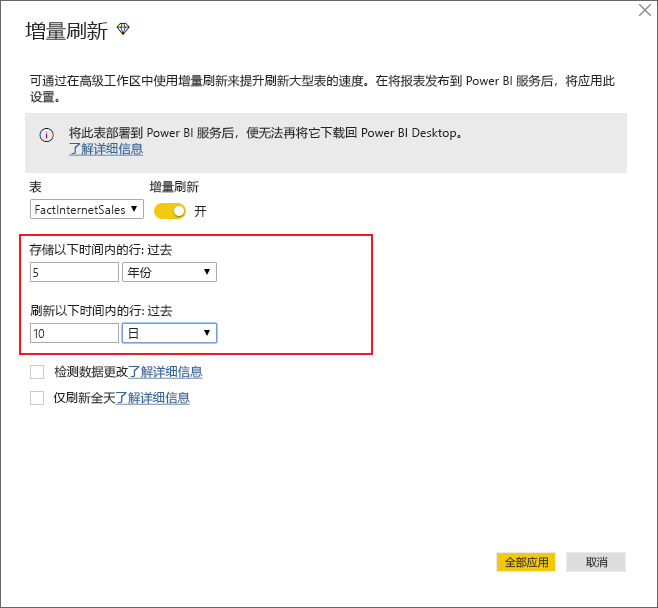 增量刷新
可通过在高级工作区中使用增量刷新来提升刷新大型表的速度。在将报表发布到 Power BI 服务后，将应用此
设置。
将此表部署到 Power BI 服务后，便无法再将它下载回 Power BI Desktop。
了解详细信息
表 增量刷新
FactInternetSales 开
存储以下时间内的行: 过去
5 年份
刷新以下时间内的行: 过去
10 日
检测数据更改了解详细信息
仅刷新全天了解详细信息
全部应用 取消